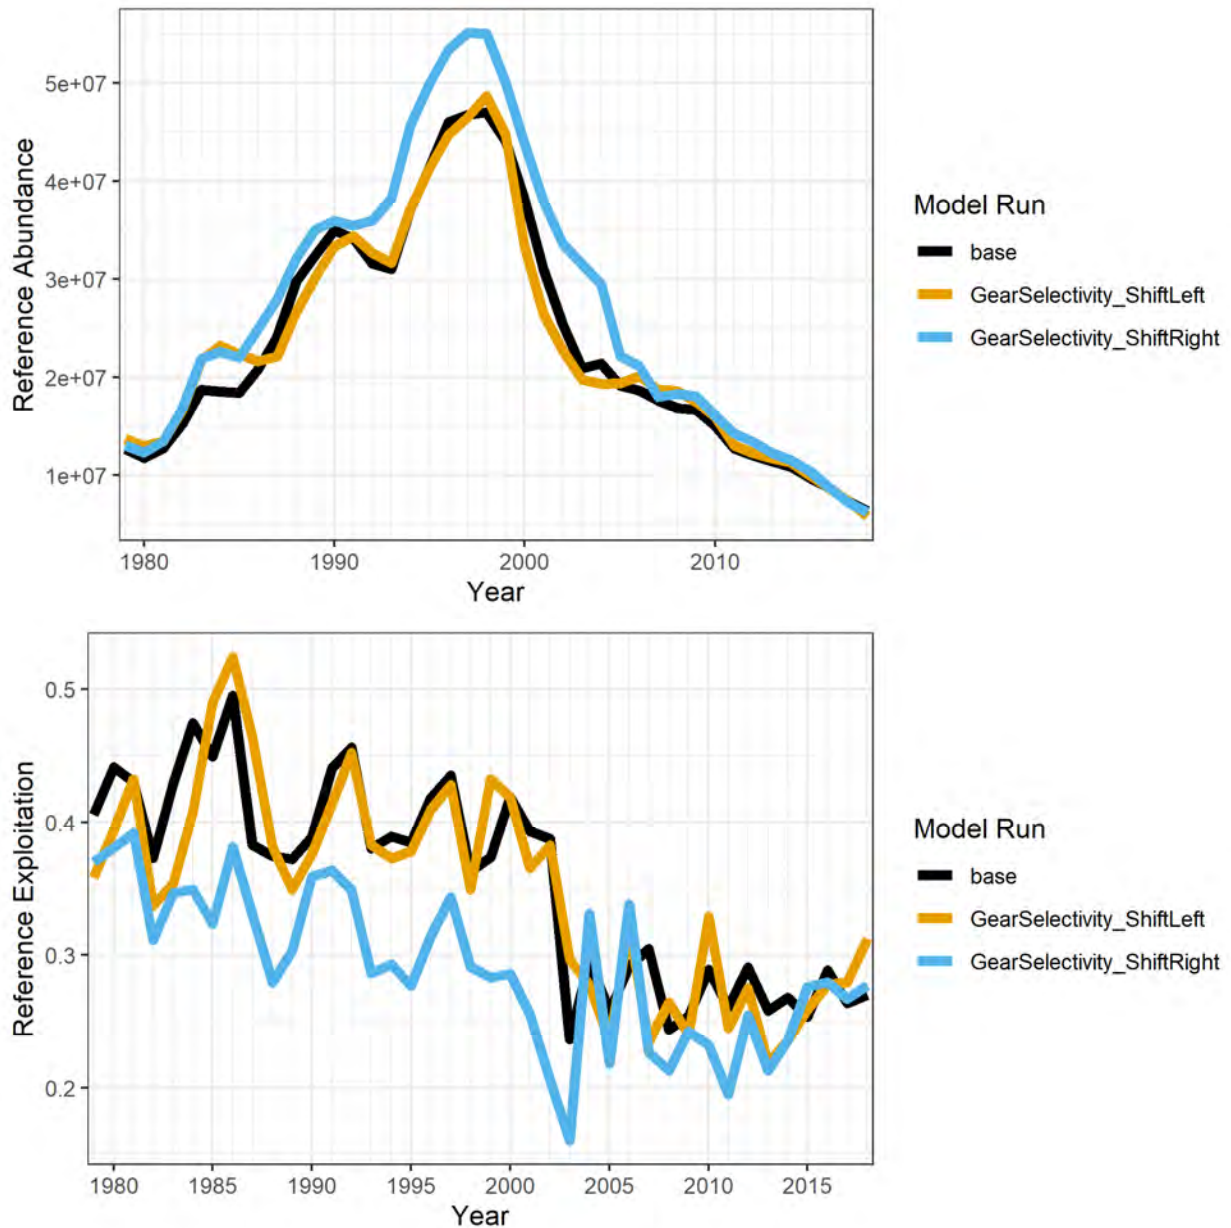 Reference Abundance
5e+07
4e+07
3e+07
2e+07
1e+07
1980 1990 2000 2010
Year
Model Run
base
GearSelectivity_ShiftLeft
GearSelectivity_ShiftRight
Reference Exploitation
0.5
0.4
0.3
0.2
1980 1985 1990 1995 2000 2005 2010 2015
Year
Model Run
base
GearSelectivity_ShiftLeft
GearSelectivity_ShiftRight